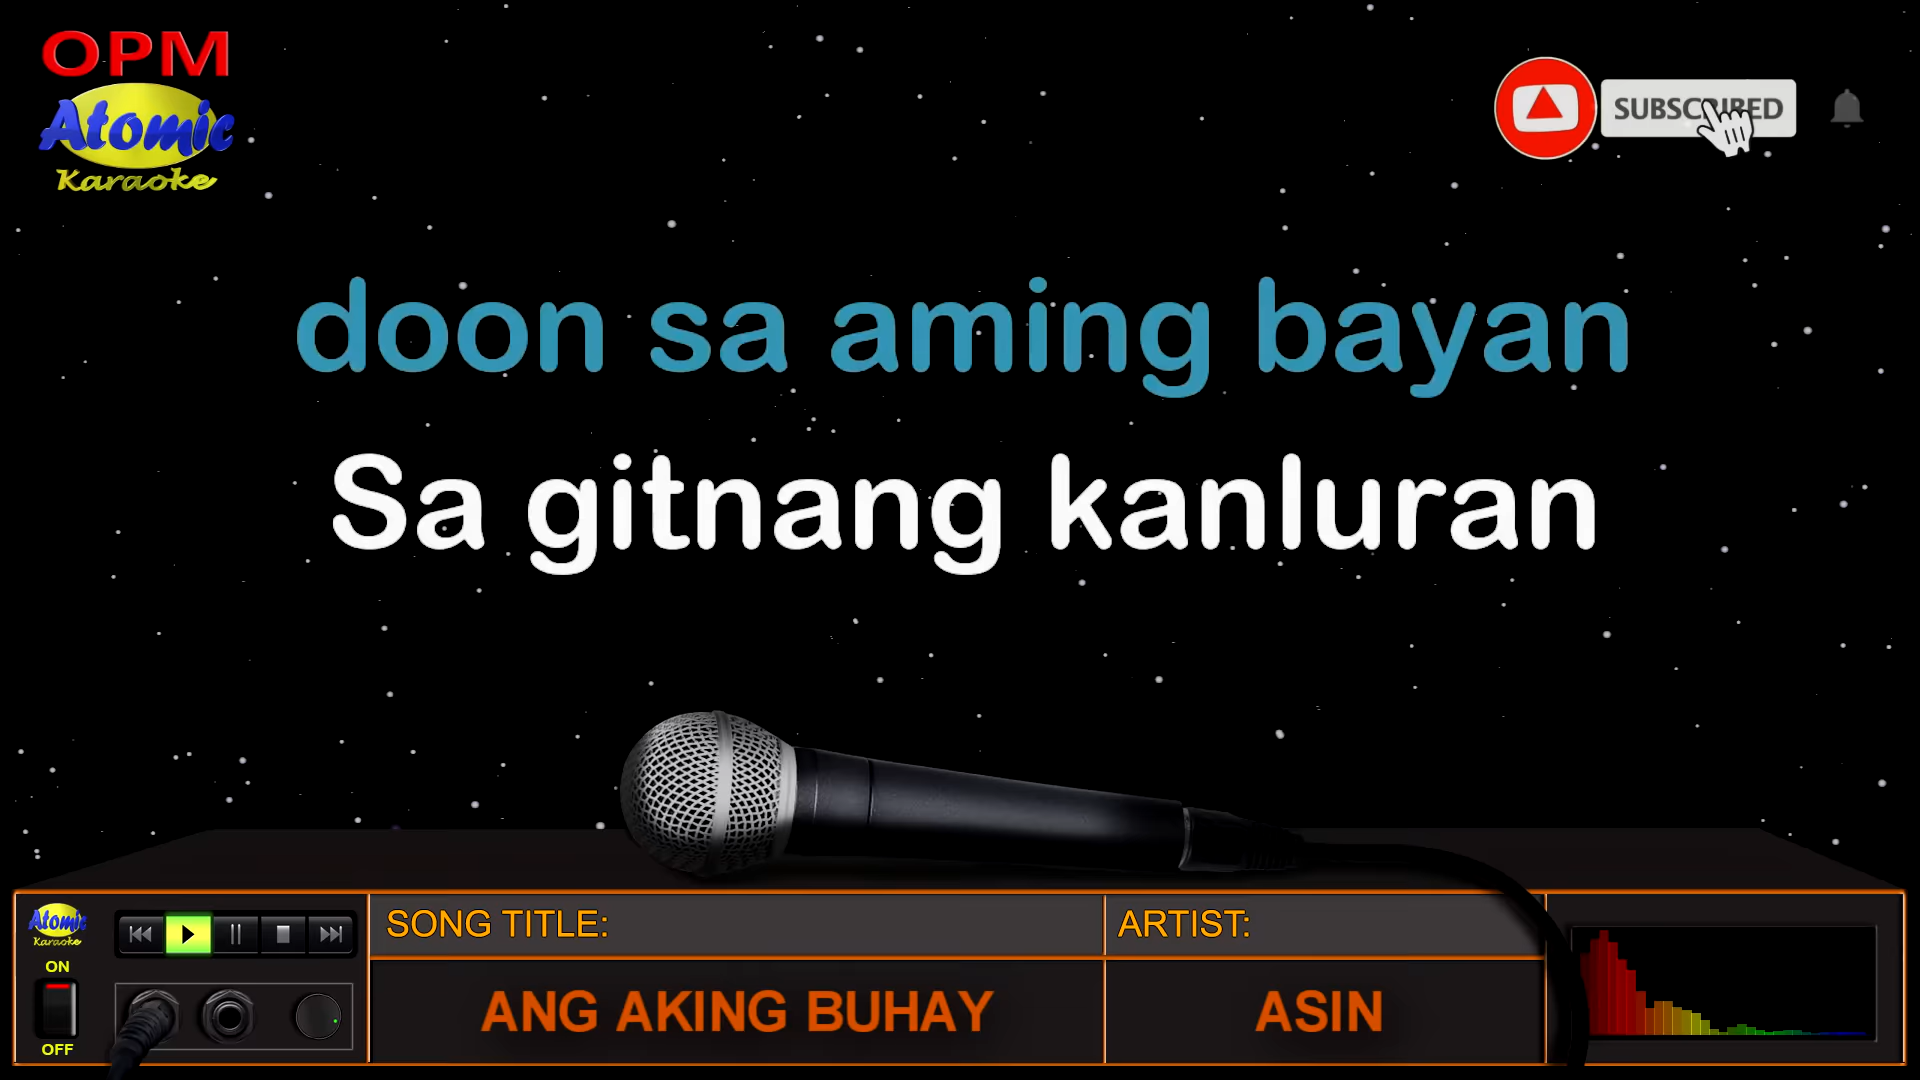 OPM
Atomic
Karaoke
SUBSCRIBED
doon sa aming bayan
Sa gitnang kanluran
Atomic
Karaoke
ON
OFF
SONG TITLE:
ANG AKING BUHAY
ARTIST:
ASIN